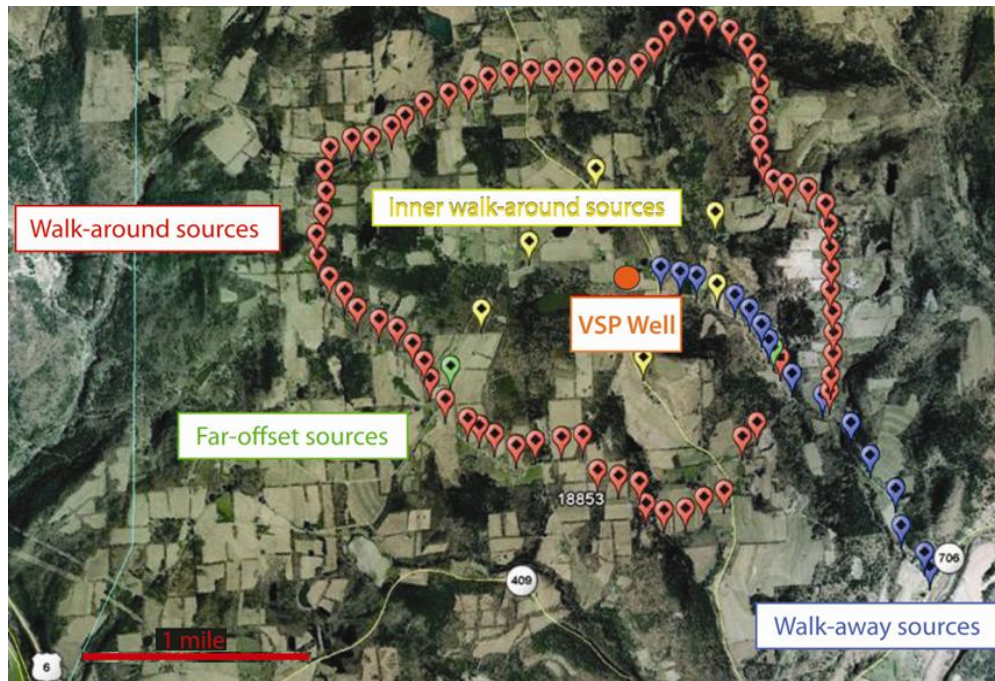 Inner walk-around sources
Walk-around sources
VSP Well
Far-offset sources
18853
706
409
Walk-away sources
1 mile
6